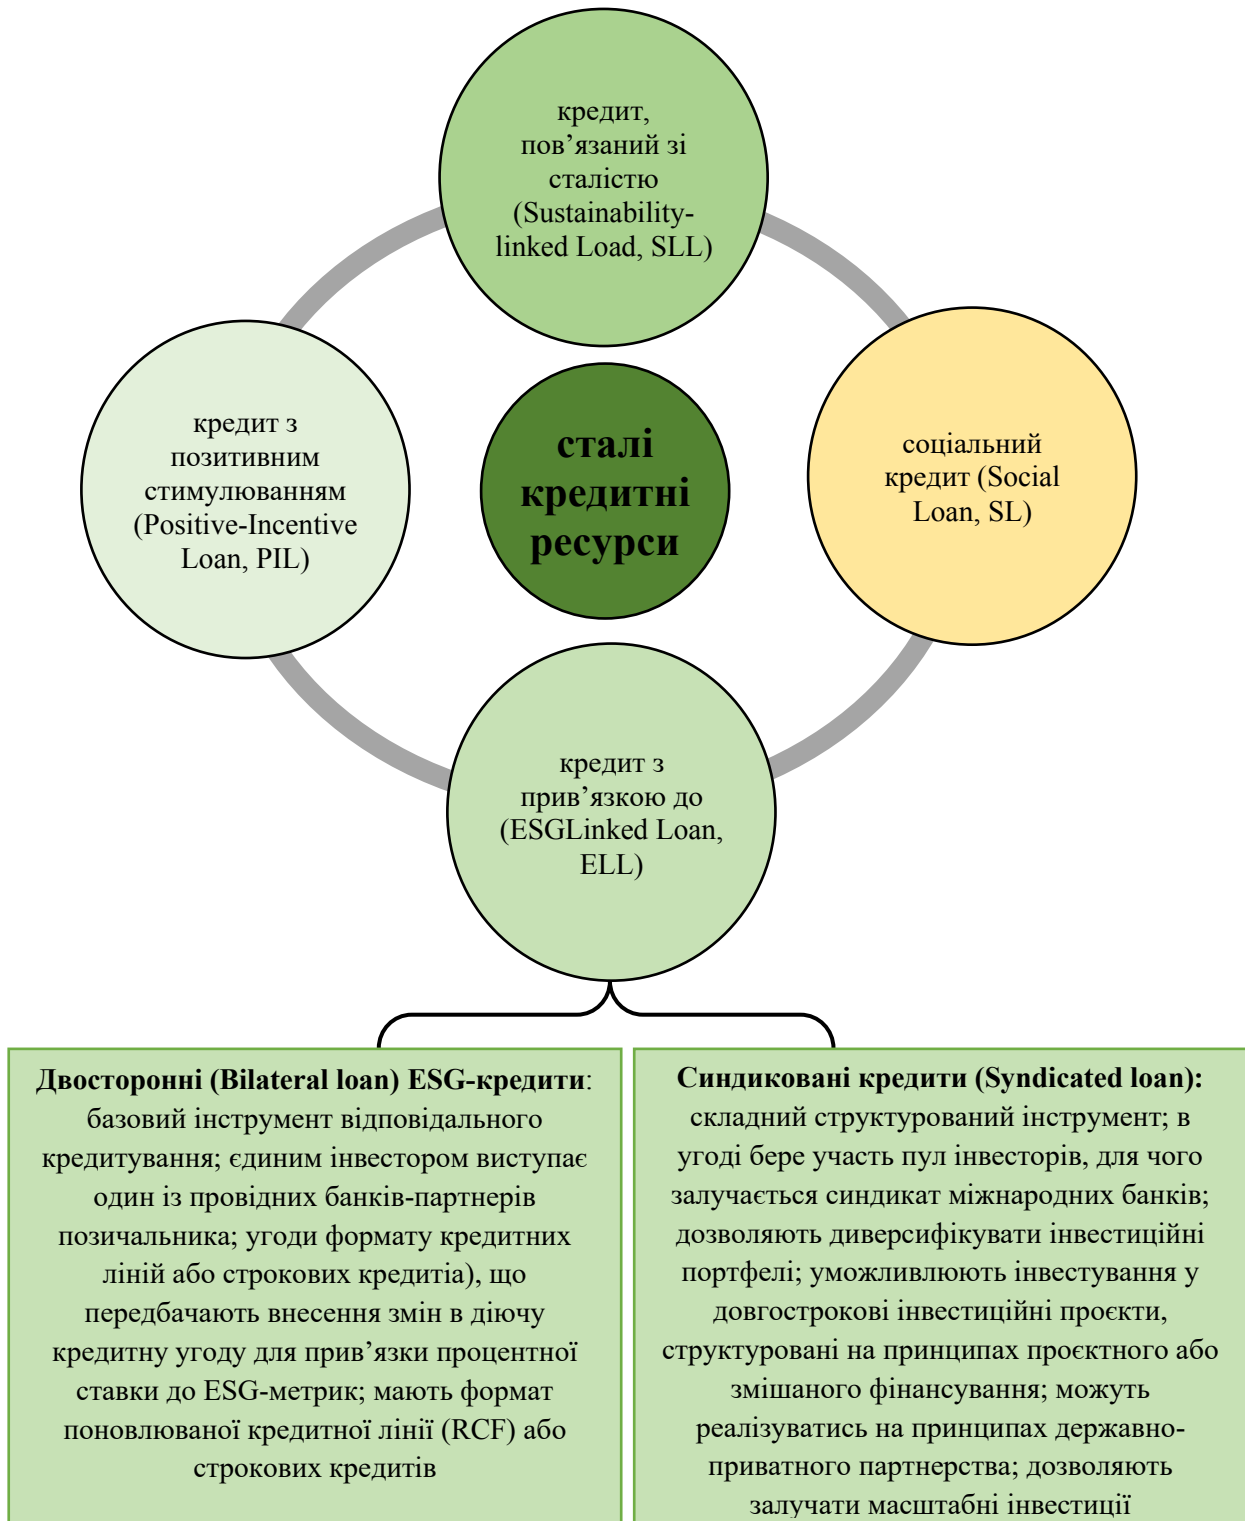 кредит,
пов’язаний зі
сталістю
(Sustainability-
linked Load, SLL)
кредит з
позитивним
стимулюванням
(Positive-Incentive
Loan, PIL)
сталі
кредитні
ресурси
соціальний
кредит (Social
Loan, SL)
кредит з
прив’язкою до
(ESGLinked Loan,
ELL)
Двосторонні (Bilateral loan) ESG-кредити:
базовий інструмент відповідального
кредитування; єдиним інвестором виступає
один із провідних банків-партнерів
позичальника; угоди формату кредитних
ліній або строкових кредитіа), що
передбачають внесення змін в діючу
кредитну угоду для прив’язки процентної
ставки до ESG-метрик; мають формат
поновлюваної кредитної лінії (RCF) або
строкових кредитів
Синдиковані кредити (Syndicated loan):
складний структурований інструмент; в
угоді бере участь пул інвесторів, для чого
залучається синдикат міжнародних банків;
дозволяють диверсифікувати інвестиційні
портфелі; уможливлюють інвестування у
довгострокові інвестиційні проєкти,
структуровані на принципах проєктного або
змішаного фінансування; можуть
реалізуватись на принципах державно-
приватного партнерства; дозволяють
залучати масштабні інвестиції